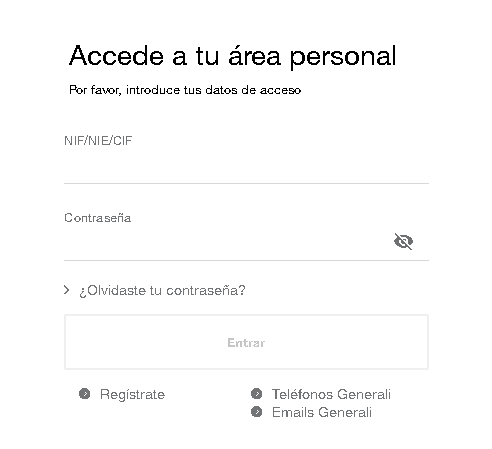 Accede a tu área personal
Por favor, introduce tus datos de acceso
NIF/NIE/CIF
Contraseña
¿Olvidaste tu contraseña?
Entrar
Regístrate
Teléfonos Generali
Emails Generali